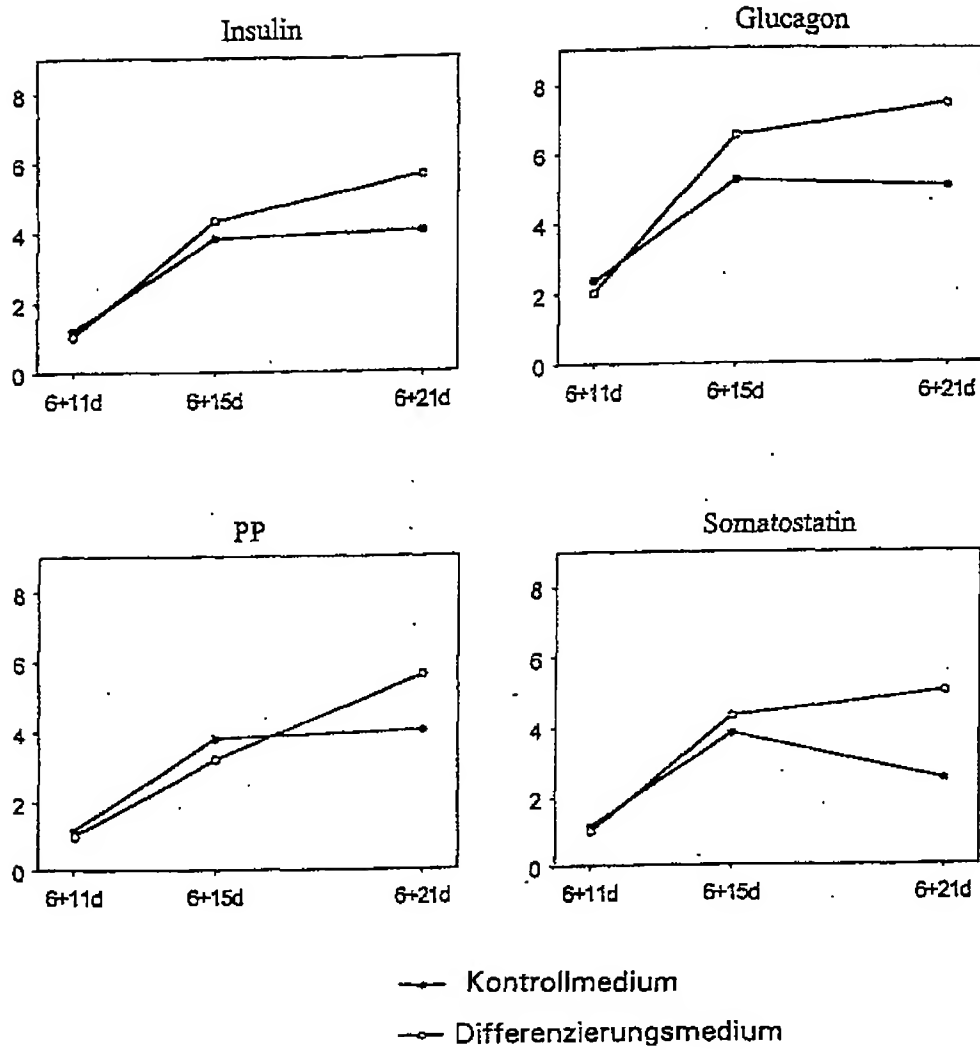 Insulin
8
6
4
2
0
6+11d 6+15d 6+21d
Glucagon
8
6
4
2
0
6+11d 6+15d 6+21d
PP
8
6
4
2
0
6+11d 6+15d 6+21d
Somatostatin
8
6
4
2
0
6+11d 6+15d 6+21d
Kontrollmedium
Differenzierungsmedium